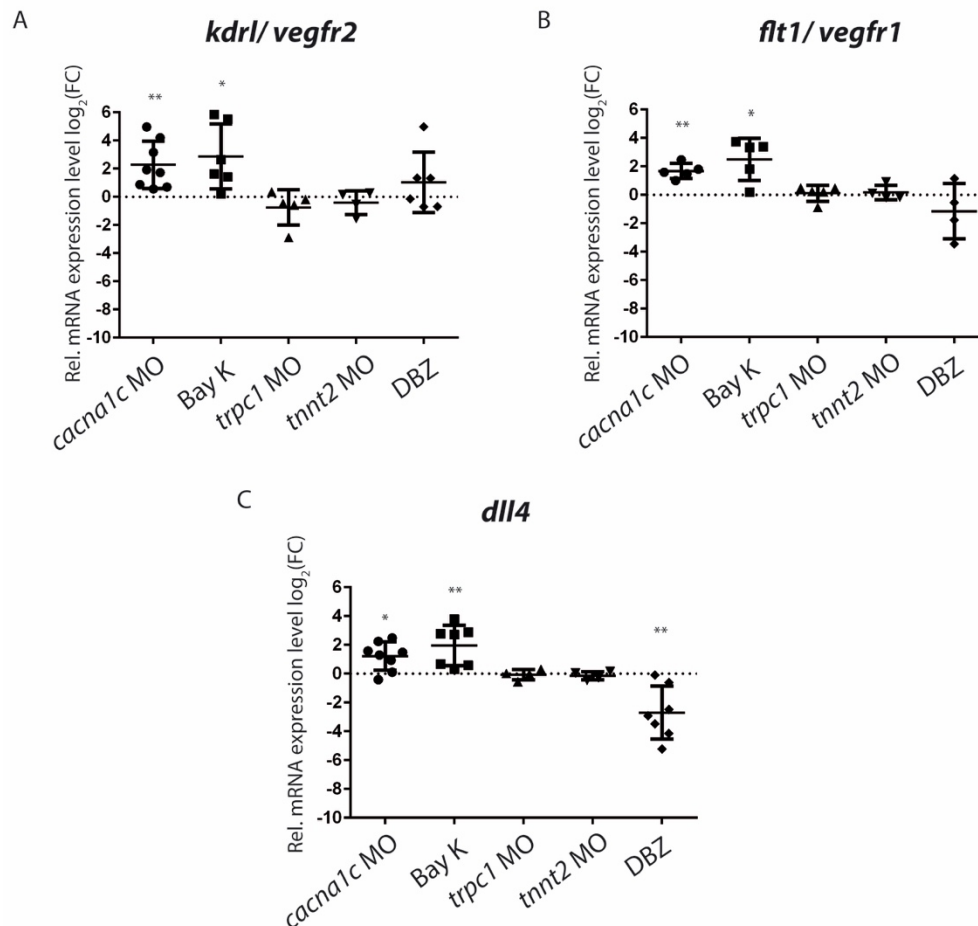 A
kdrl/ vegfr2
Rel. mRNA expression level log2(FC)
** *
6
4
2
0
-2
-4
-6
-8
-10
cacna1c MO
Bay K
trpc1 MO
tnnt2 MO
DBZ
B
flt1/ vegfr1
Rel. mRNA expression level log2(FC)
** *
6
4
2
0
-2
-4
-6
-8
-10
cacna1c MO
Bay K
trpc1 MO
tnnt2 MO
DBZ
C
dll4
Rel. mRNA expression level log2(FC)
* ** **
6
4
2
0
-2
-4
-6
-8
-10
cacna1c MO
Bay K
trpc1 MO
tnnt2 MO
DBZ